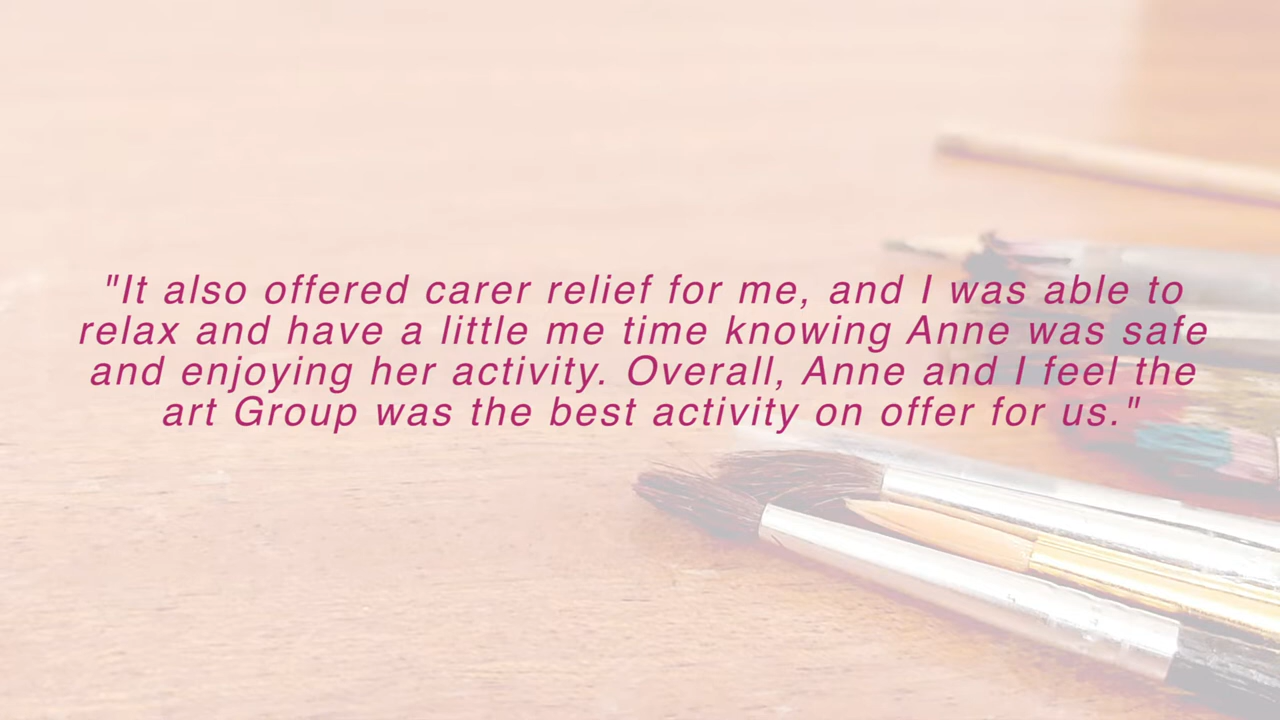 "It also offered carer relief for me, and I was able to
relax and have a little me time knowing Anne was safe
and enjoying her activity. Overall, Anne and I feel the
art Group was the best activity on offer for us."